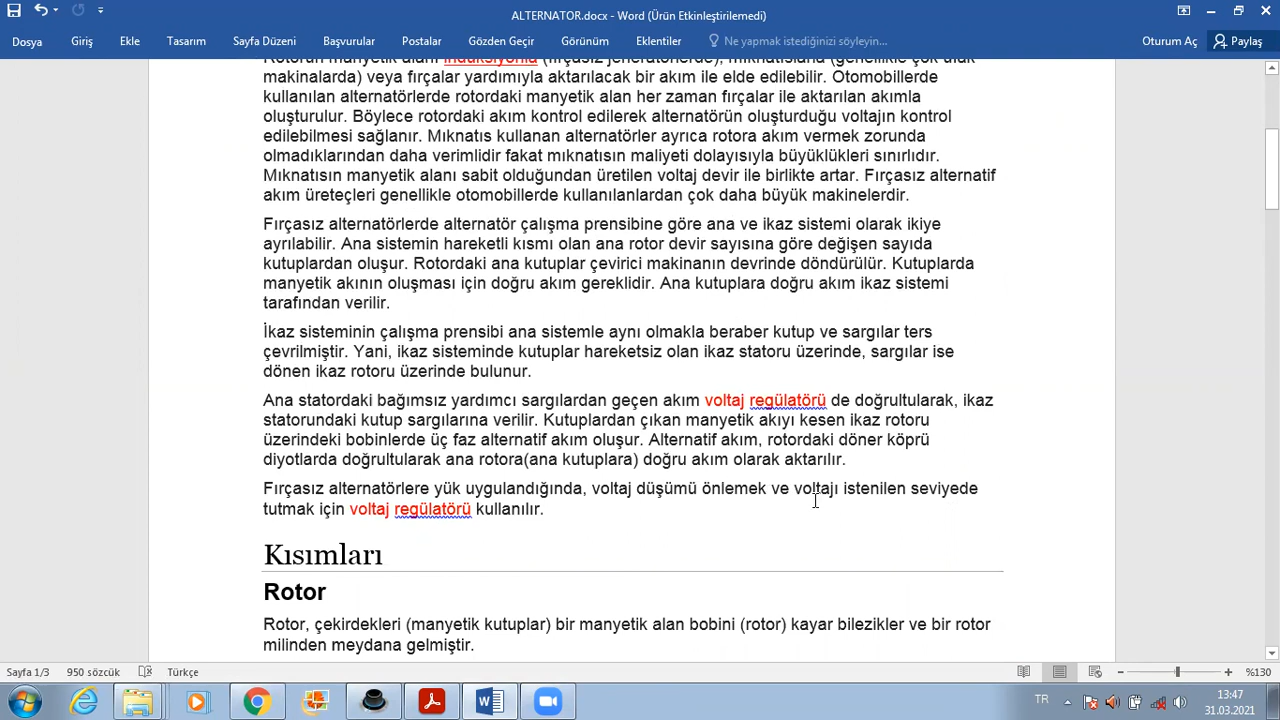 ALTERNATOR.docx - Word (Ürün Etkinleştirilemedi)
Dosya Giriş Ekle Tasarım Sayfa Düzeni Başvurular Postalar Gözden Geçir Görünüm Eklentiler Ne yapmak istediğinizi söyleyin... Oturum Aç Paylaş
Rotorun manyetik alanı indüksiyonla (fırçasız jeneratörlerde), mıknatısla (genellikle çok ufak
makinalarda) veya fırçalar yardımıyla aktarılacak bir akım ile elde edilebilir. Otomobillerde
kullanılan alternatörlerde rotordaki manyetik alan her zaman fırçalar ile aktarılan akımla
oluşturulur. Böylece rotordaki akım kontrol edilerek alternatörün oluşturduğu voltajın kontrol
edilebilmesi sağlanır. Mıknatıs kullanan alternatörler ayrıca rotora akım vermek zorunda
olmadıklarından daha verimlidir fakat mıknatısın maliyeti dolayısıyla büyüklükleri sınırlıdır.
Mıknatısın manyetik alanı sabit olduğundan üretilen voltaj devir ile birlikte artar. Fırçasız alternatif
akım üreteçleri genellikle otomobillerde kullanılanlardan çok daha büyük makinelerdir.
Fırçasız alternatörlerde alternatör çalışma prensibine göre ana ve ikaz sistemi olarak ikiye
ayrılabilir. Ana sistemin hareketli kısmı olan ana rotor devir sayısına göre değişen sayıda
kutuplardan oluşur. Rotordaki ana kutuplar çevirici makinanın devrinde döndürülür. Kutuplarda
manyetik akının oluşması için doğru akım gereklidir. Ana kutuplara doğru akım ikaz sistemi
tarafından verilir.
İkaz sisteminin çalışma prensibi ana sistemle aynı olmakla beraber kutup ve sargılar ters
çevrilmiştir. Yani, ikaz sisteminde kutuplar hareketsiz olan ikaz statoru üzerinde, sargılar ise
dönen ikaz rotoru üzerinde bulunur.
Ana statordaki bağımsız yardımcı sargılardan geçen akım voltaj regülatörü de doğrultularak, ikaz
statorundaki kutup sargılarına verilir. Kutuplardan çıkan manyetik akıyı kesen ikaz rotoru
üzerindeki bobinlerde üç faz alternatif akım oluşur. Alternatif akım, rotordaki döner köprü
diyotlarda doğrultularak ana rotora(ana kutuplara) doğru akım olarak aktarılır.
Fırçasız alternatörlere yük uygulandığında, voltaj düşümü önlemek ve voltajı istenilen seviyede
tutmak için voltaj regülatörü kullanılır.
Kısımları
Rotor
Rotor, çekirdekleri (manyetik kutuplar) bir manyetik alan bobini (rotor) kayar bilezikler ve bir rotor
milinden meydana gelmiştir.
Sayfa 1/3 950 sözcük Türkçe %130
TR 13:47
31.03.2021